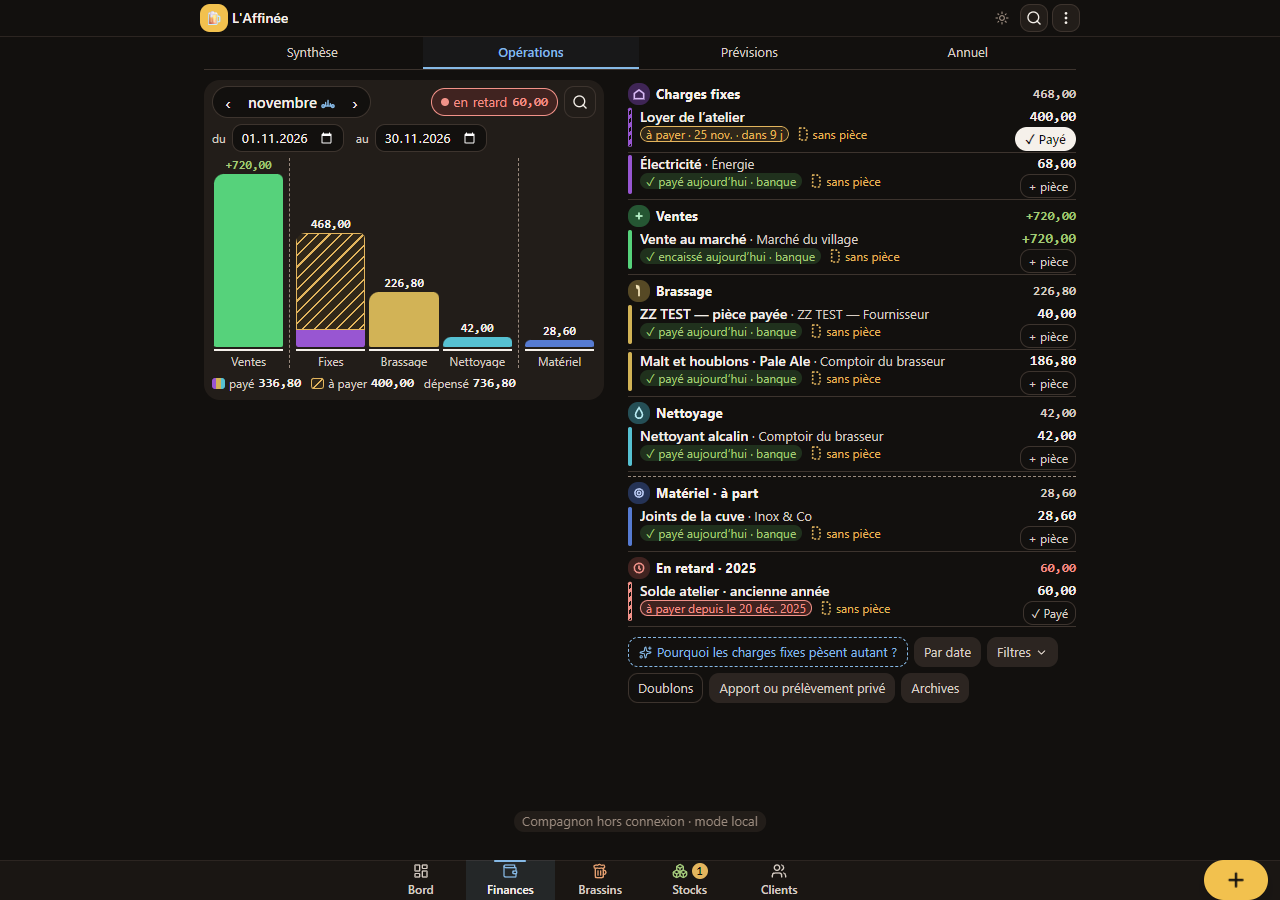 L'Affinée
Synthèse
Opérations
Prévisions
Annuel
novembre
en retard 60,00
du 01.11.2026 au 30.11.2026
+720,00
468,00
226,80
42,00
28,60
Ventes
Fixes
Brassage
Nettoyage
Matériel
payé 336,80 à payer 400,00 dépensé 736,80
Charges fixes 468,00
Loyer de l’atelier 400,00
à payer · 25 nov. · dans 9 j sans pièce ✓ Payé
Électricité · Énergie 68,00
✓ payé aujourd’hui · banque sans pièce + pièce
Ventes +720,00
Vente au marché · Marché du village +720,00
✓ encaissé aujourd’hui · banque sans pièce + pièce
Brassage 226,80
ZZ TEST — pièce payée · ZZ TEST — Fournisseur 40,00
✓ payé aujourd’hui · banque sans pièce + pièce
Malt et houblons · Pale Ale · Comptoir du brasseur 186,80
✓ payé aujourd’hui · banque sans pièce + pièce
Nettoyage 42,00
Nettoyant alcalin · Comptoir du brasseur 42,00
✓ payé aujourd’hui · banque sans pièce + pièce
Matériel · à part 28,60
Joints de la cuve · Inox & Co 28,60
✓ payé aujourd’hui · banque sans pièce + pièce
En retard · 2025 60,00
Solde atelier · ancienne année 60,00
à payer depuis le 20 déc. 2025 sans pièce ✓ Payé
Pourquoi les charges fixes pèsent autant ?
Par date
Filtres
Doublons
Apport ou prélèvement privé
Archives
Compagnon hors connexion · mode local
Bord
Finances
Brassins
Stocks 1
Clients
+